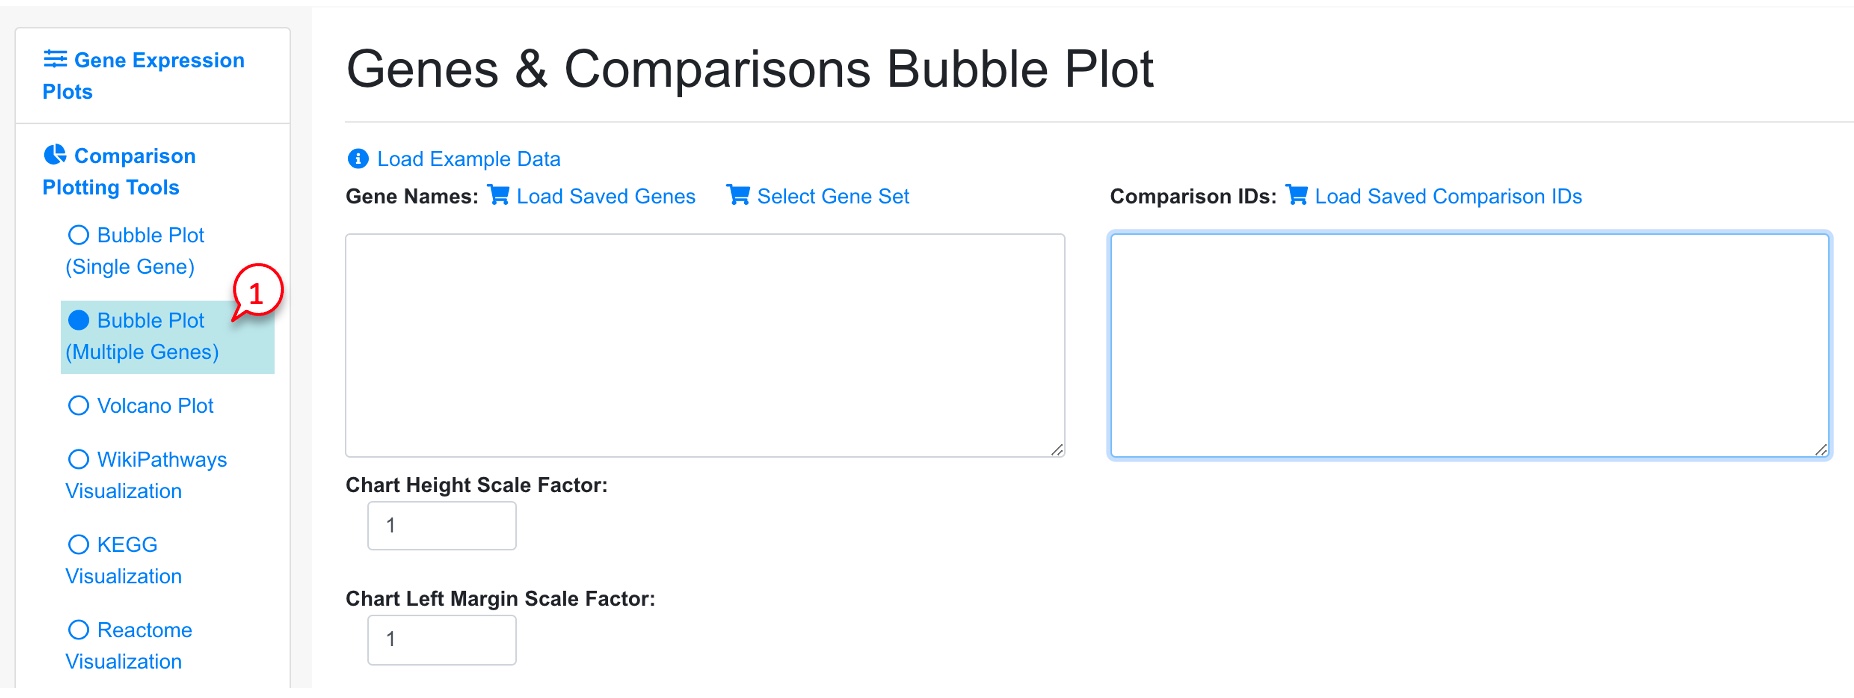 Gene Expression
Plots
Comparison
Plotting Tools
Bubble Plot
(Single Gene)
1
Bubble Plot
(Multiple Genes)
Volcano Plot
WikiPathways
Visualization
KEGG
Visualization
Reactome
Visualization
Genes & Comparisons Bubble Plot
Load Example Data
Gene Names: Load Saved Genes Select Gene Set
Comparison IDs: Load Saved Comparison IDs
Chart Height Scale Factor:
1
Chart Left Margin Scale Factor:
1